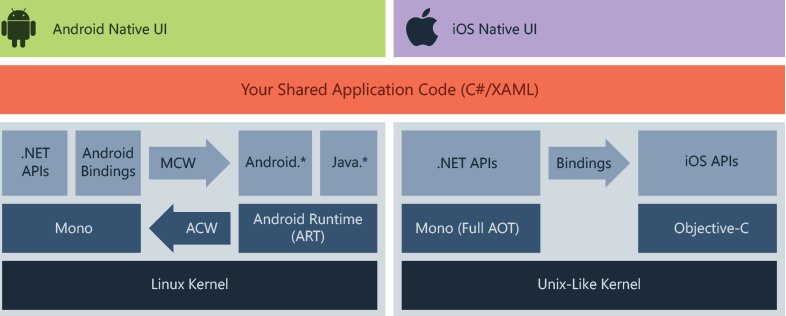 Android Native UI
iOS Native UI
Your Shared Application Code (C#/XAML)
.NET
APIs
Android
Bindings
MCW
Android.*
Java.*
.NET APIs
Bindings
iOS APIs
Mono
ACW
Android Runtime
(ART)
Mono (Full AOT)
Objective-C
Linux Kernel
Unix-Like Kernel